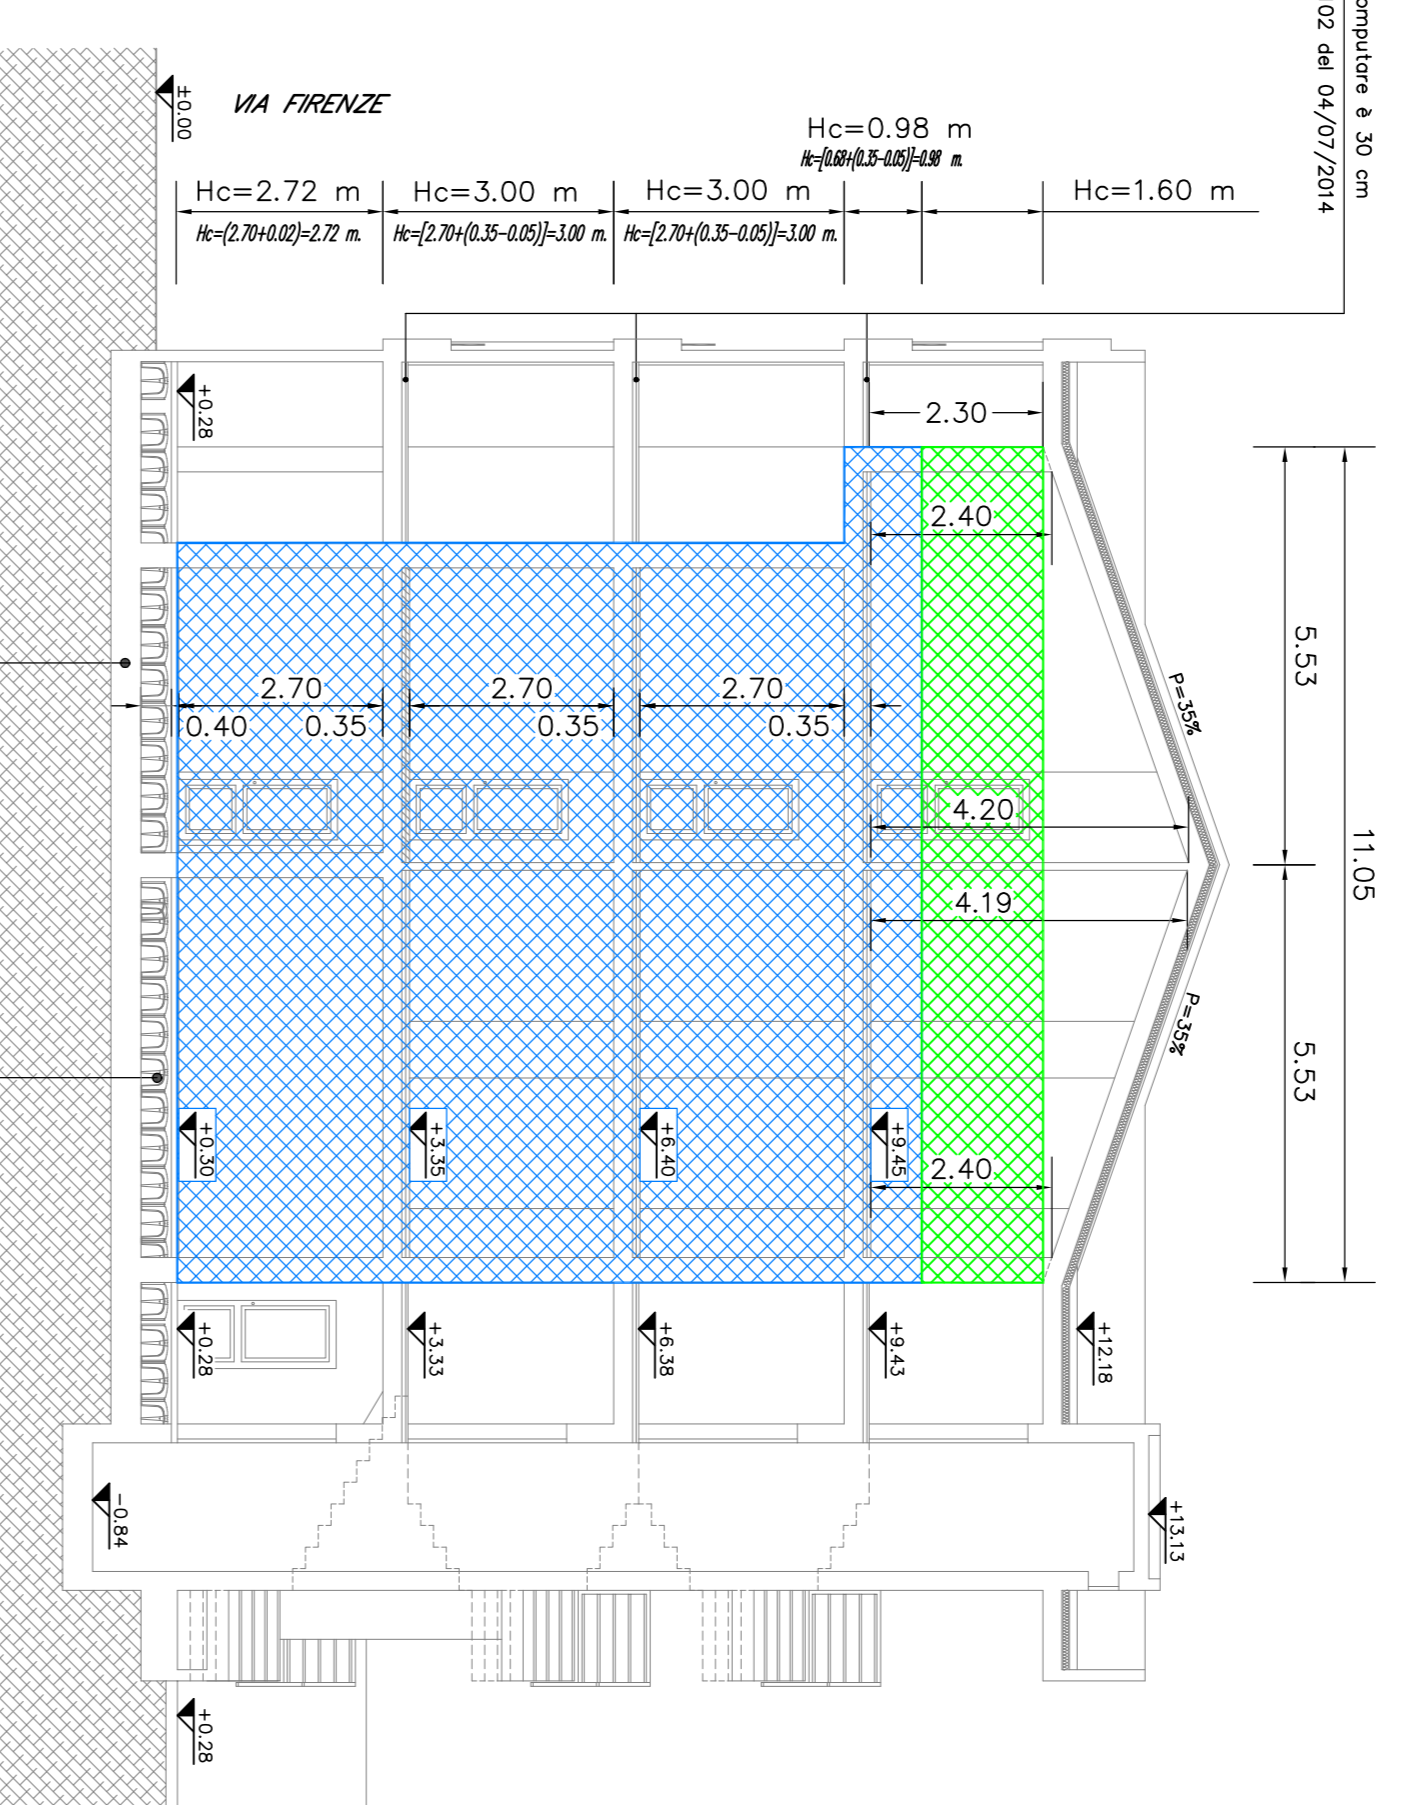 omputare è 30 cm
02 del 04/07/2014
±0.00
VIA FIRENZE
Hc=0.98 m
Hc=[0.68+(0.35-0.05)]=0.98 m.
Hc=2.72 m
Hc=3.00 m
Hc=3.00 m
Hc=1.60 m
Hc=(2.70+0.02)=2.72 m.
Hc=[2.70+(0.35-0.05)]=3.00 m.
Hc=[2.70+(0.35-0.05)]=3.00 m.
+0.28
2.30
2.40
5.53
11.05
P=35%
2.70
2.70
2.70
0.40
0.35
0.35
0.35
4.20
4.19
P=35%
5.53
+0.30
+3.35
+6.40
+9.45
2.40
+0.28
+3.33
+6.38
+9.43
+12.18
-0.84
+13.13
+0.28